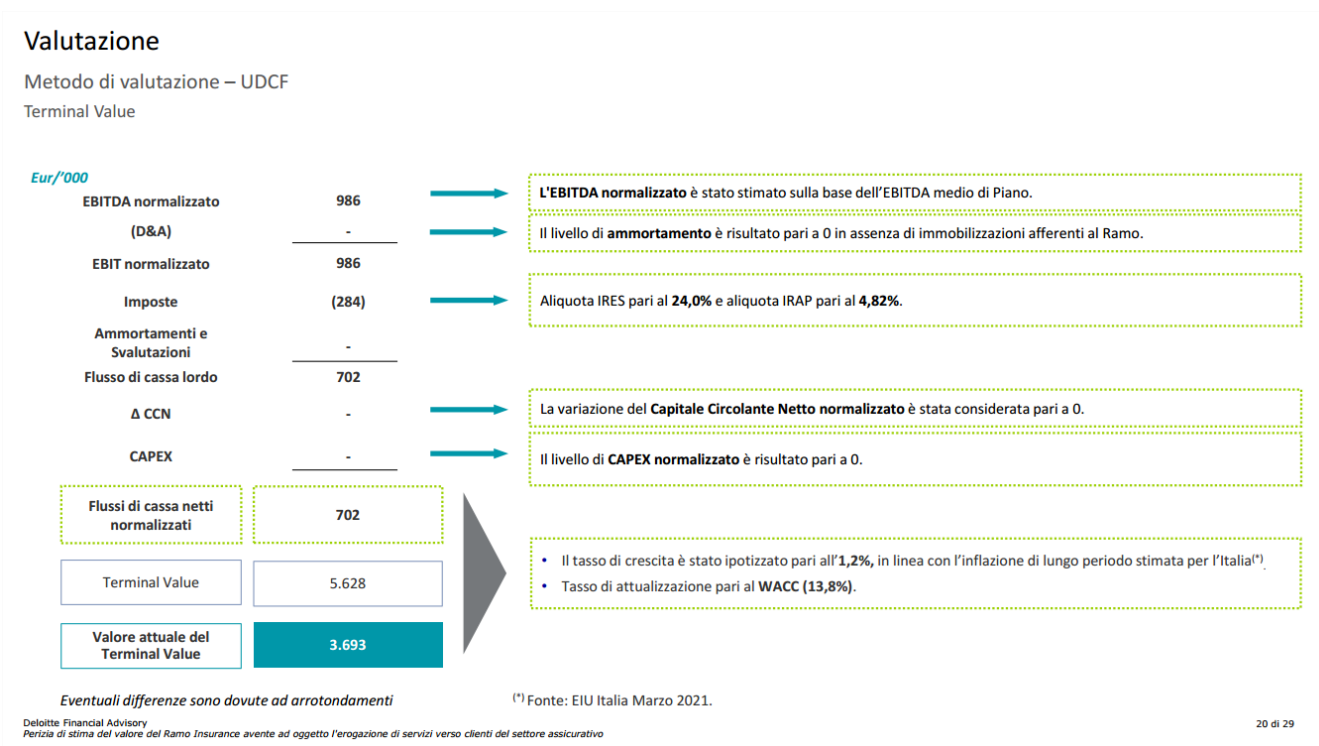 Valutazione
Metodo di valutazione – UDCF
Terminal Value
Eur/'000
EBITDA normalizzato 986
L'EBITDA normalizzato è stato stimato sulla base dell'EBITDA medio di Piano.
(D&A) -
Il livello di ammortamento è risultato pari a 0 in assenza di immobilizzazioni afferenti al Ramo.
EBIT normalizzato 986
Imposte (284)
Aliquota IRES pari al 24,0% e aliquota IRAP pari al 4,82%.
Ammortamenti e
Svalutazioni -
Flusso di cassa lordo 702
Δ CCN -
La variazione del Capitale Circolante Netto normalizzato è stata considerata pari a 0.
CAPEX -
Il livello di CAPEX normalizzato è risultato pari a 0.
Flussi di cassa netti
normalizzati
702
Terminal Value 5.628
• Il tasso di crescita è stato ipotizzato pari all'1,2%, in linea con l'inflazione di lungo periodo stimata per l'Italia(*).
• Tasso di attualizzazione pari al WACC (13,8%).
Valore attuale del
Terminal Value
3.693
Eventuali differenze sono dovute ad arrotondamenti
(*) Fonte: EIU Italia Marzo 2021.
Deloitte Financial Advisory
Perizia di stima del valore del Ramo Insurance avente ad oggetto l'erogazione di servizi verso clienti del settore assicurativo
20 di 29